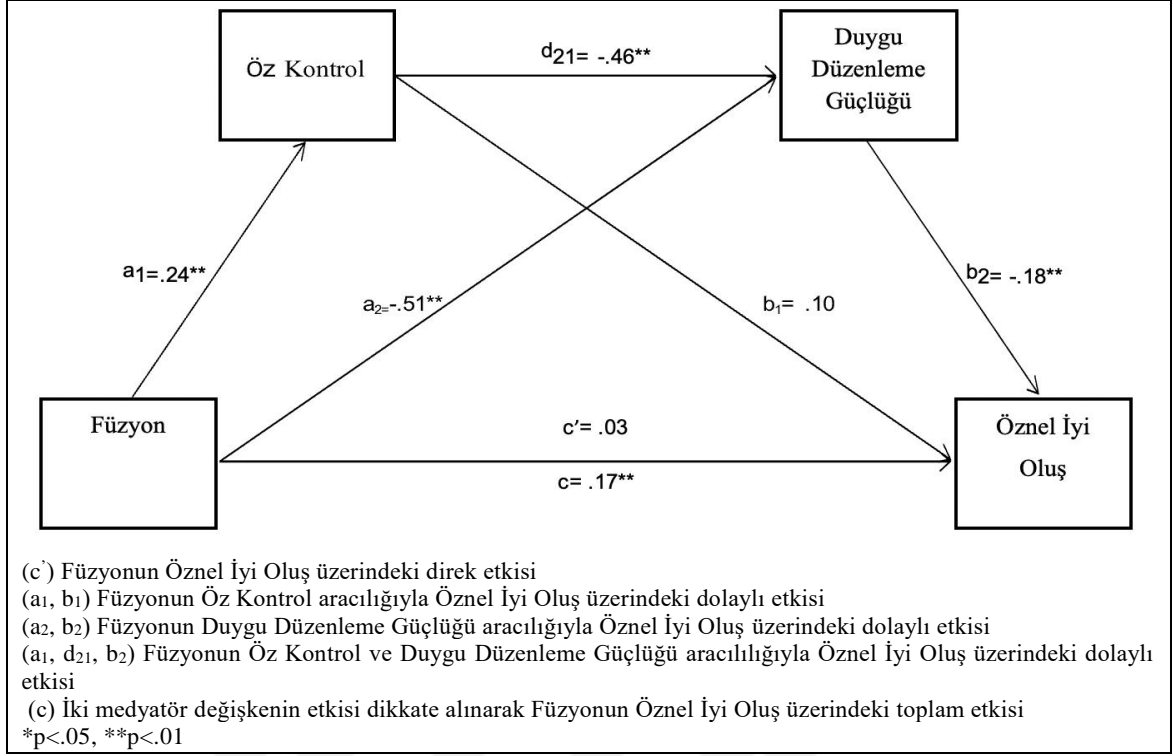 Öz Kontrol
d21= -.46**
Duygu
Düzenleme
Güçlüğü
a1=.24**
a2=-.51**
b1= .10
b2= -.18**
Füzyon
c′= .03
c= .17**
Öznel İyi
Oluş
(c') Füzyonun Öznel İyi Oluş üzerindeki direk etkisi
(a1, b1) Füzyonun Öz Kontrol aracılığıyla Öznel İyi Oluş üzerindeki dolaylı etkisi
(a2, b2) Füzyonun Duygu Düzenleme Güçlüğü aracılığıyla Öznel İyi Oluş üzerindeki dolaylı etkisi
(a1, d21, b2) Füzyonun Öz Kontrol ve Duygu Düzenleme Güçlüğü aracılılığıyla Öznel İyi Oluş üzerindeki dolaylı
etkisi
(c) İki medyatör değişkenin etkisi dikkate alınarak Füzyonun Öznel İyi Oluş üzerindeki toplam etkisi
*p<.05, **p<.01